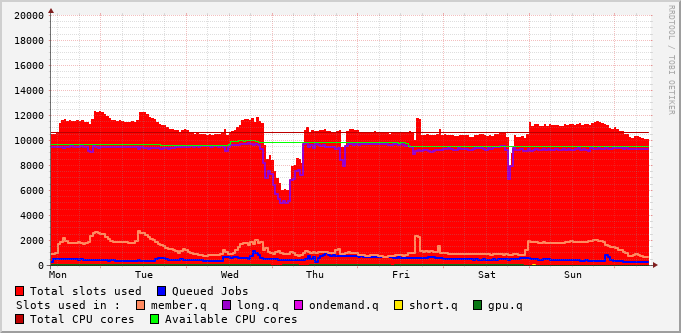 RRDTOOL / TOBI OETIKER
20000
18000
16000
14000
12000
10000
8000
6000
4000
2000
0
Mon Tue Wed Thu Fri Sat Sun
Total slots used Queued Jobs
Slots used in : member.q long.q ondemand.q short.q gpu.q
Total CPU cores Available CPU cores